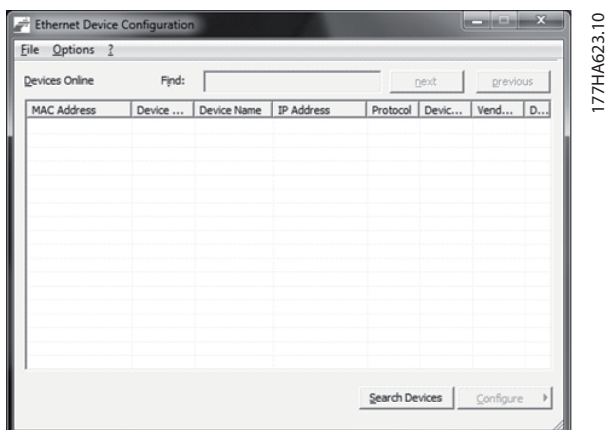 Ethernet Device Configuration
File Options ?
Devices Online Find: next previous
MAC Address Device ... Device Name IP Address Protocol Devic... Vend... D...
Search Devices Configure
177HA623.10